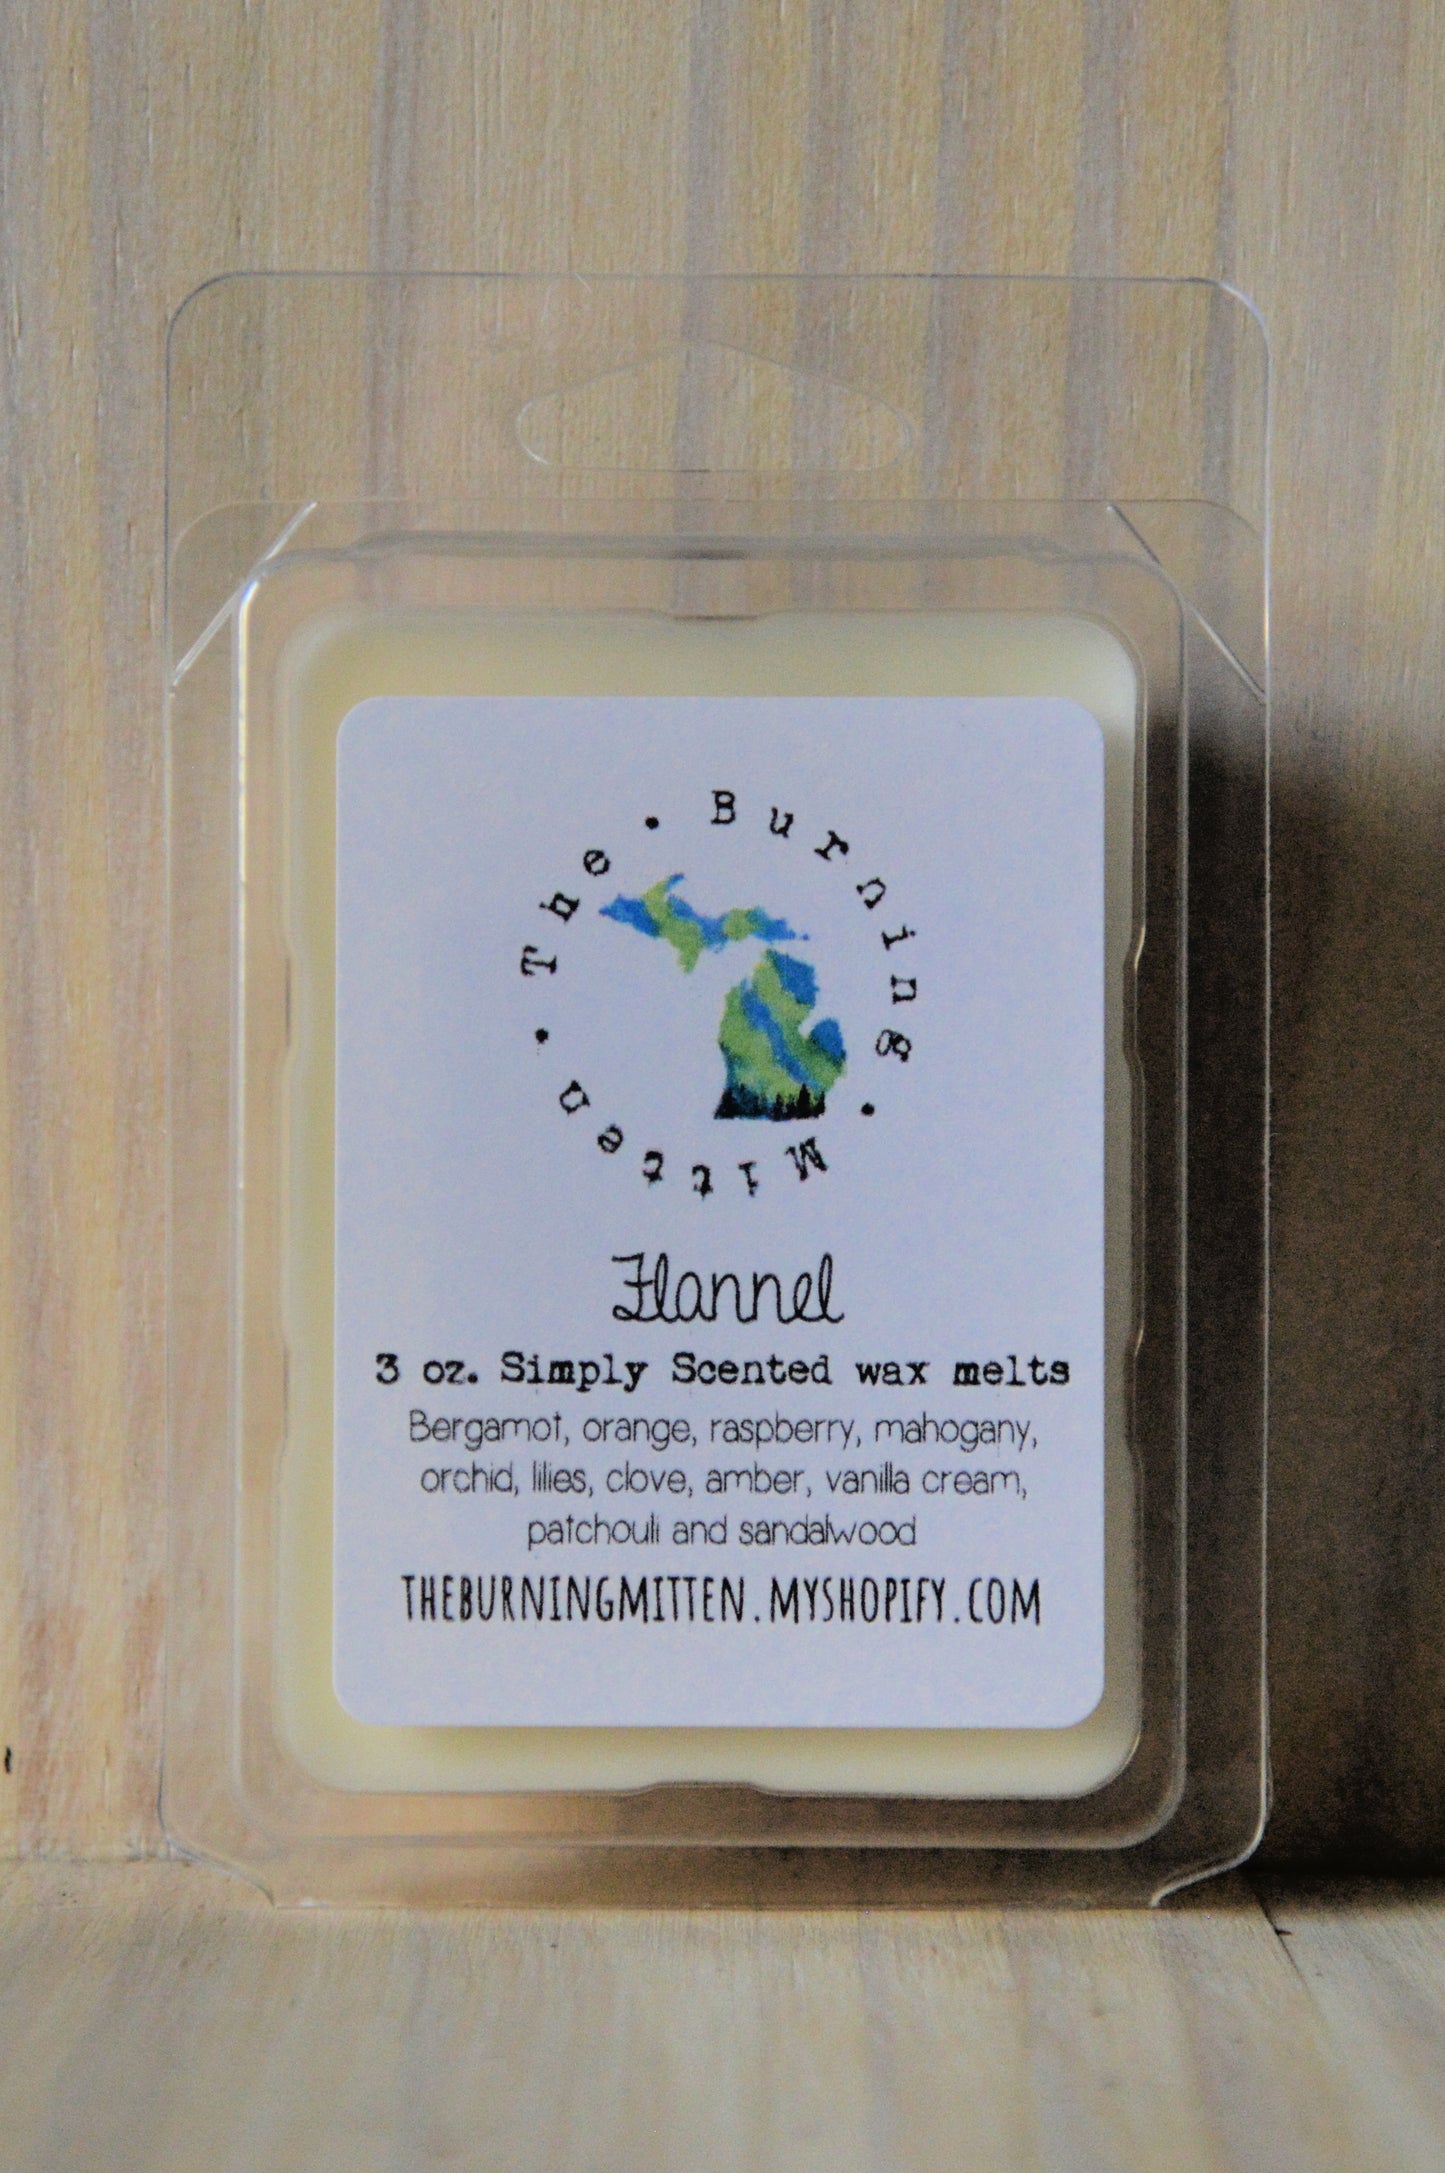 The • Burning • Mitten •
Flannel
3 oz. Simply Scented wax melts
Bergamot, orange, raspberry, mahogany,
orchid, lilies, clove, amber, vanilla cream,
patchouli and sandalwood
THEBURNINGMITTEN.MYSHOPIFY.COM